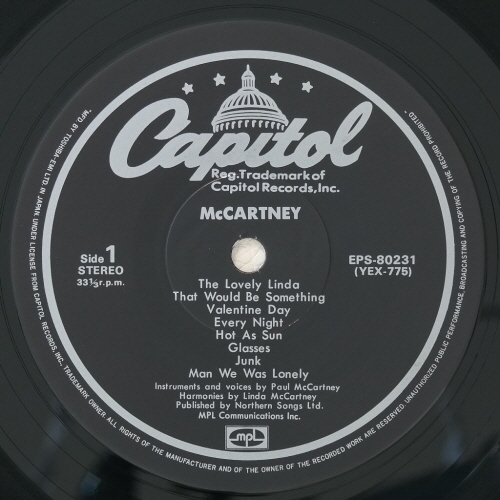 Capitol
Reg. Trademark of
Capitol Records, Inc.
McCARTNEY
Side 1
STEREO
33⅓r.p.m.
EPS-80231
(YEX-775)
The Lovely Linda
That Would Be Something
Valentine Day
Every Night
Hot As Sun
Glasses
Junk
Man We Was Lonely
Instruments and voices by Paul McCartney
Harmonies by Linda McCartney
Published by Northern Songs Ltd.
MPL Communications Inc.
mpl
"MFD BY TOSHIBA-EMI LTD. IN JAPAN UNDER LICENSE FROM CAPITOL RECORDS, INC. TRADEMARK OWNER ALL RIGHTS OF THE MANUFACTURER AND OF THE OWNER OF THE RECORDED WORK ARE RESERVED UNAUTHORIZED PUBLIC PERFORMANCE, BROADCASTING AND COPYING OF THE RECORD PROHIBITED"